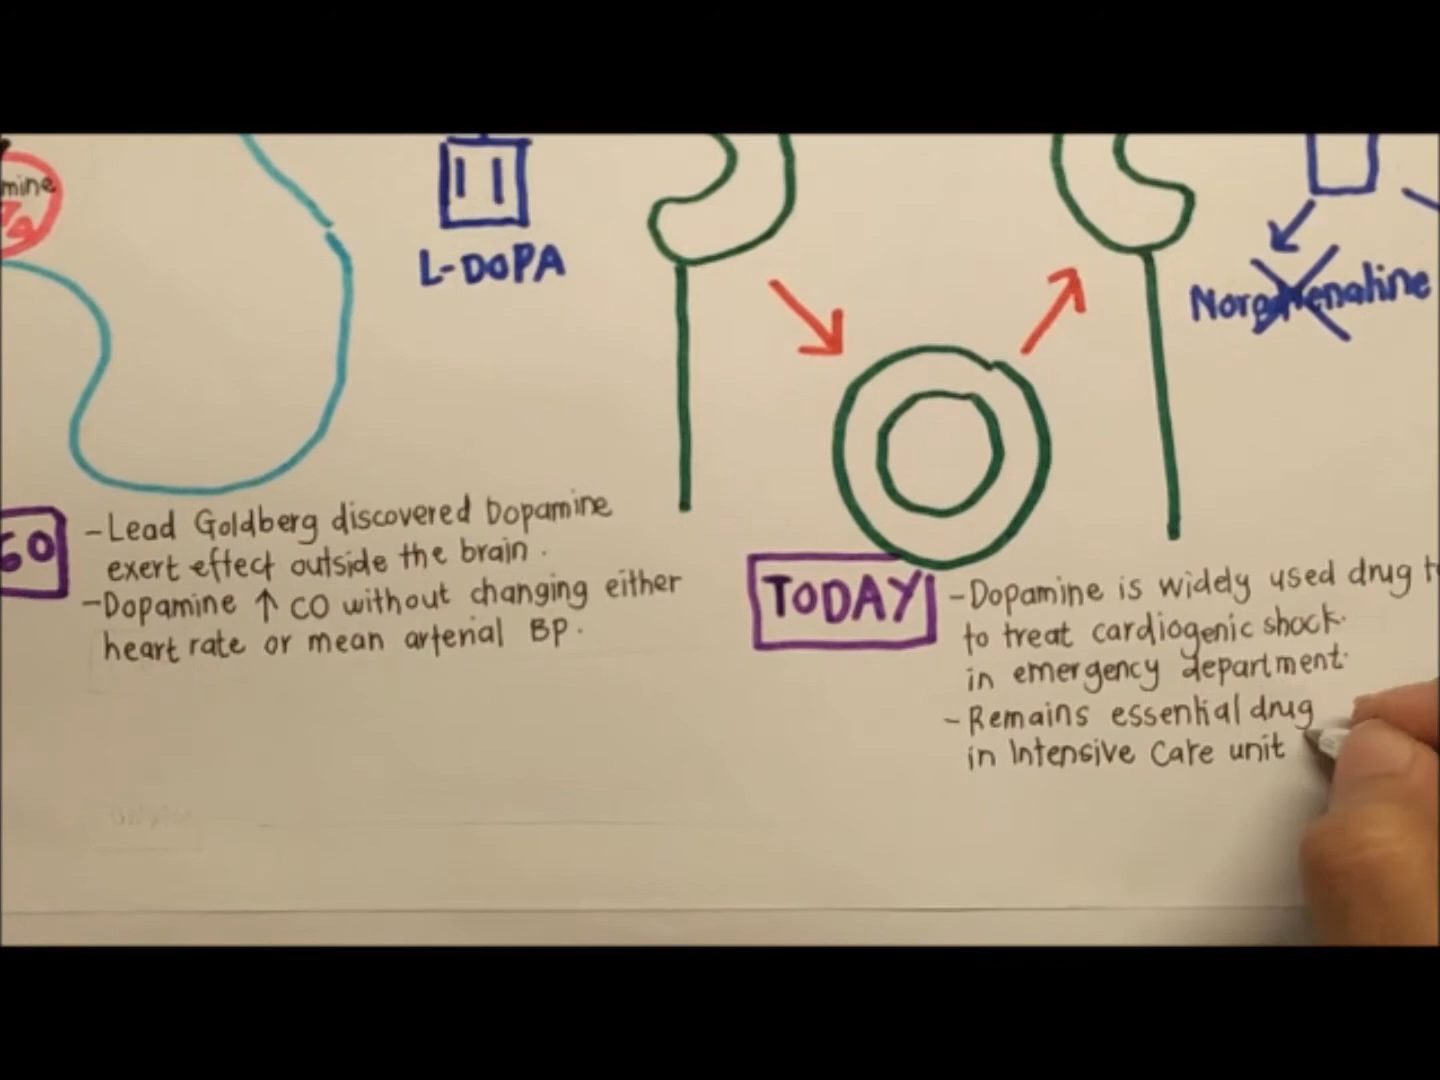 mine
L-DOPA
Noradrenaline
60
- Lead Goldberg discovered Dopamine
exert effect outside the brain.
- Dopamine ↑ CO without changing either
heart rate or mean arterial BP.
TODAY
- Dopamine is widely used drug t
to treat cardiogenic shock.
in emergency department.
- Remains essential drug
in Intensive Care unit